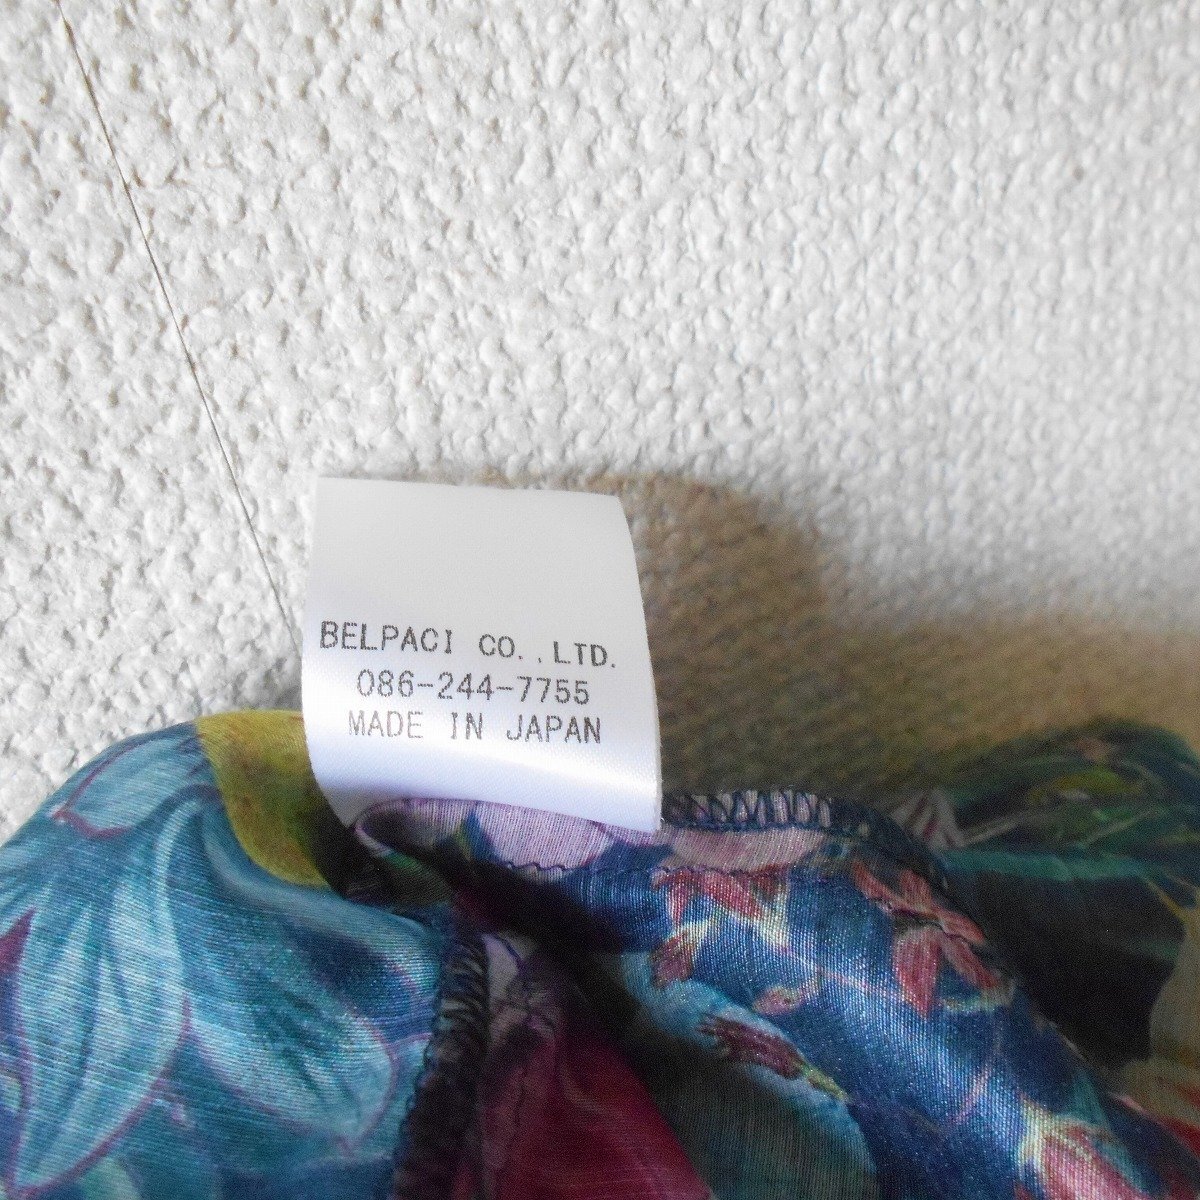 BELPACI CO.,LTD.
086-244-7755
MADE IN JAPAN